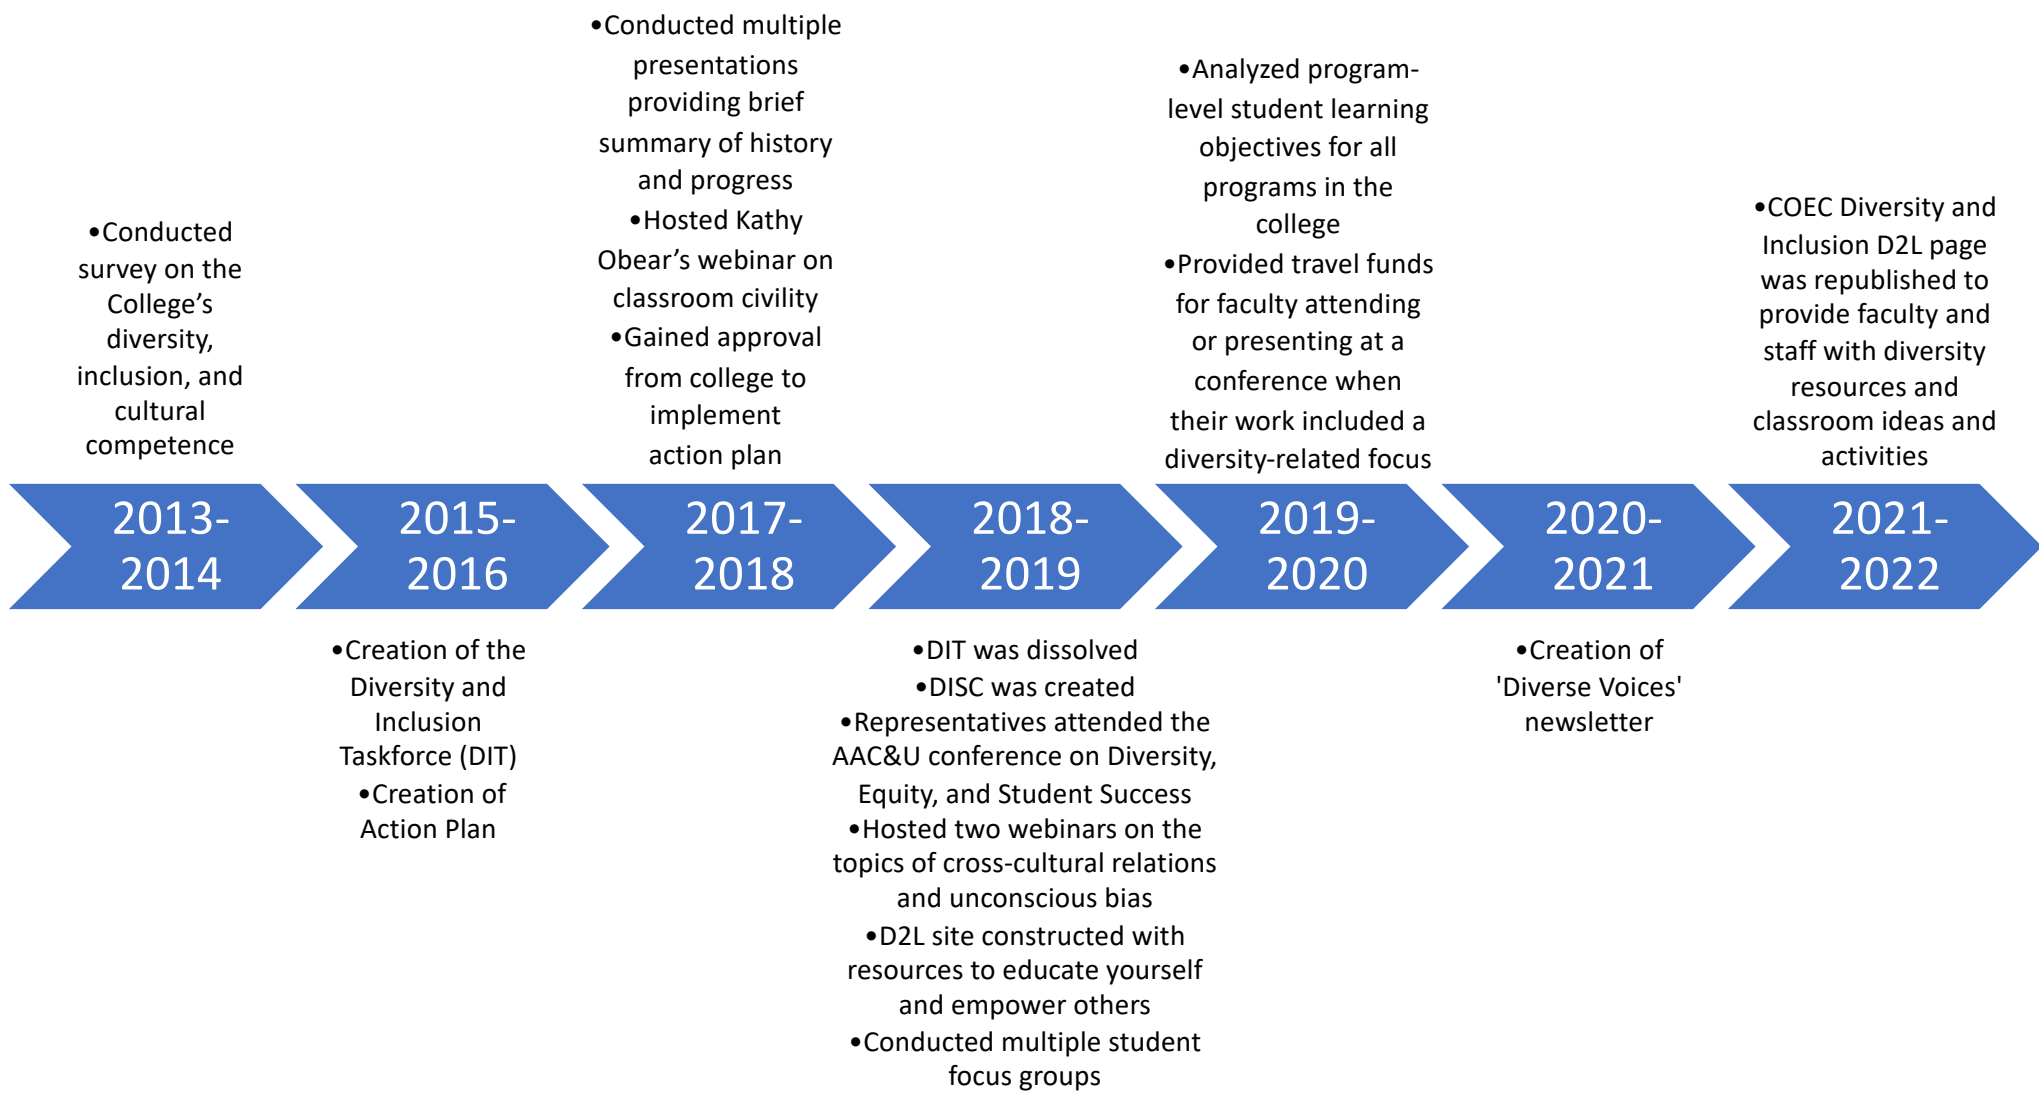 •Conducted
survey on the
College’s
diversity,
inclusion, and
cultural
competence
•Conducted multiple
presentations
providing brief
summary of history
and progress
•Hosted Kathy
Obear’s webinar on
classroom civility
•Gained approval
from college to
implement
action plan
•Analyzed program-
level student learning
objectives for all
programs in the
college
•Provided travel funds
for faculty attending
or presenting at a
conference when
their work included a
diversity-related focus
•COEC Diversity and
Inclusion D2L page
was republished to
provide faculty and
staff with diversity
resources and
classroom ideas and
activities
2013-
2014
2015-
2016
2017-
2018
2018-
2019
2019-
2020
2020-
2021
2021-
2022
•Creation of the
Diversity and
Inclusion
Taskforce (DIT)
•Creation of
Action Plan
•DIT was dissolved
•DISC was created
•Representatives attended the
AAC&U conference on Diversity,
Equity, and Student Success
•Hosted two webinars on the
topics of cross-cultural relations
and unconscious bias
•D2L site constructed with
resources to educate yourself
and empower others
•Conducted multiple student
focus groups
•Creation of
'Diverse Voices'
newsletter